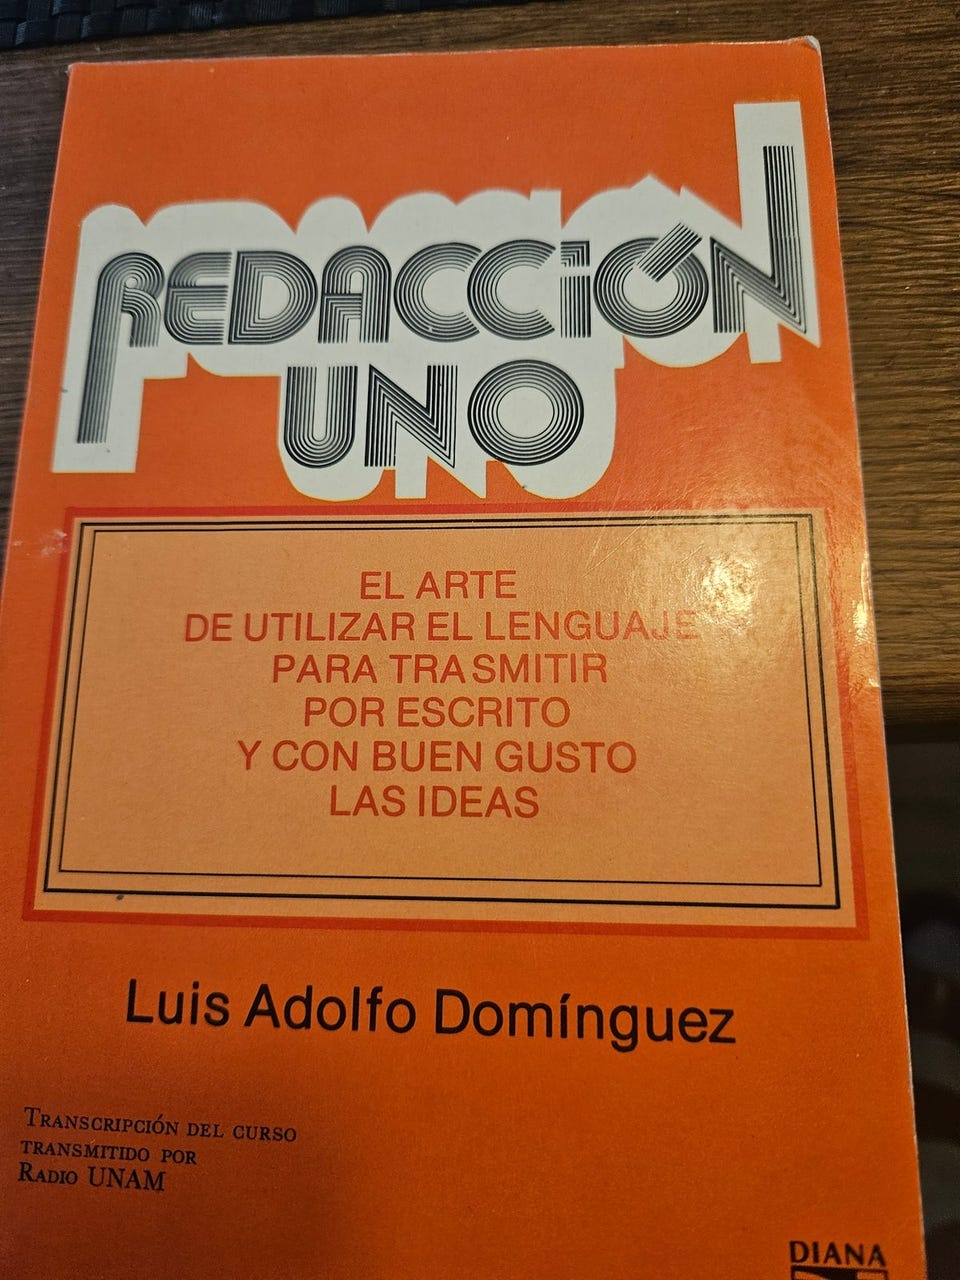 REDACCIÓN
UNO
EL ARTE
DE UTILIZAR EL LENGUAJE
PARA TRASMITIR
POR ESCRITO
Y CON BUEN GUSTO
LAS IDEAS
Luis Adolfo Domínguez
TRANSCRIPCIÓN DEL CURSO
TRANSMITIDO POR
RADIO UNAM
DIANA